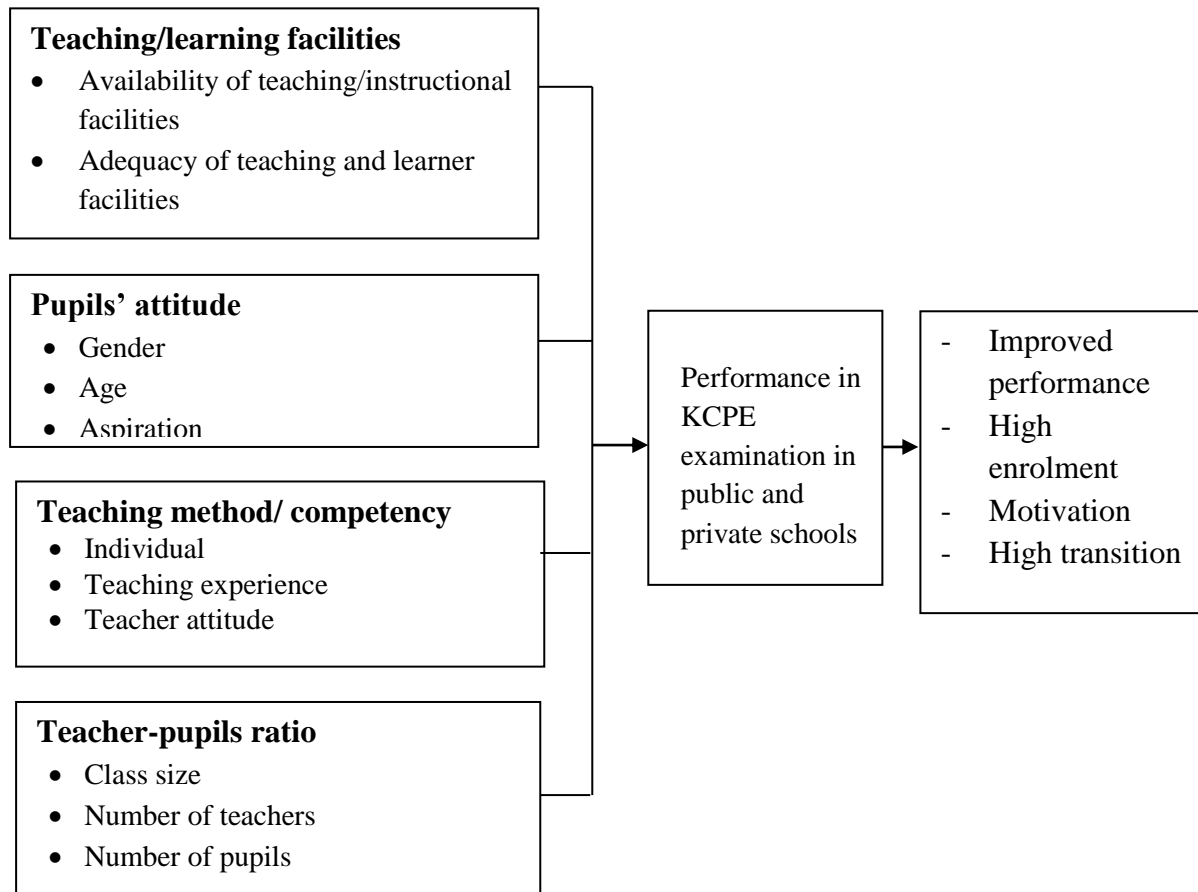 Teaching/learning facilities
• Availability of teaching/instructional
facilities
• Adequacy of teaching and learner
facilities
Pupils’ attitude
• Gender
• Age
• Aspiration
Teaching method/ competency
• Individual
• Teaching experience
• Teacher attitude
Teacher-pupils ratio
• Class size
• Number of teachers
• Number of pupils
Performance in
KCPE
examination in
public and
private schools
- Improved
performance
- High
enrolment
- Motivation
- High transition